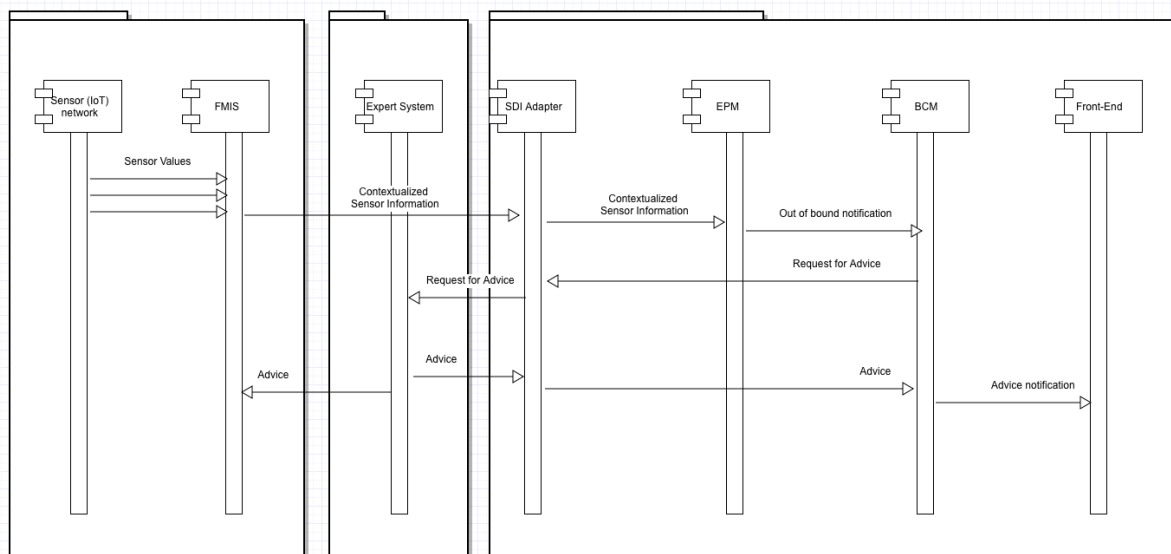 Sensor (IoT)
network
FMIS
Expert System
SDI Adapter
EPM
BCM
Front-End
Sensor Values
Contextualized
Sensor Information
Contextualized
Sensor Information
Out of bound notification
Request for Advice
Request for Advice
Advice
Advice
Advice
Advice notification